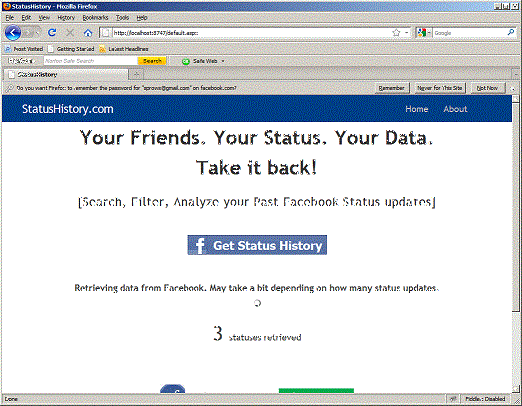 StatusHistory - Mozilla Firefox
File Edit View History Bookmarks Tools Help
http://localhost:5747/default.aspx
Google
Most Visited Getting Started Latest Headlines
Norton Safe Search Search Safe Web
StatusHistory
Do you want Firefox to remember the password for "sprows@gmail.com" on facebook.com? Remember Never for This Site Not Now
StatusHistory.com Home About
Your Friends. Your Status. Your Data.
Take it back!
[Search, Filter, Analyze your Past Facebook Status updates]
f Get Status History
Retrieving data from Facebook. May take a bit depending on how many status updates.
3 statuses retrieved
Done Fiddler: Disabled